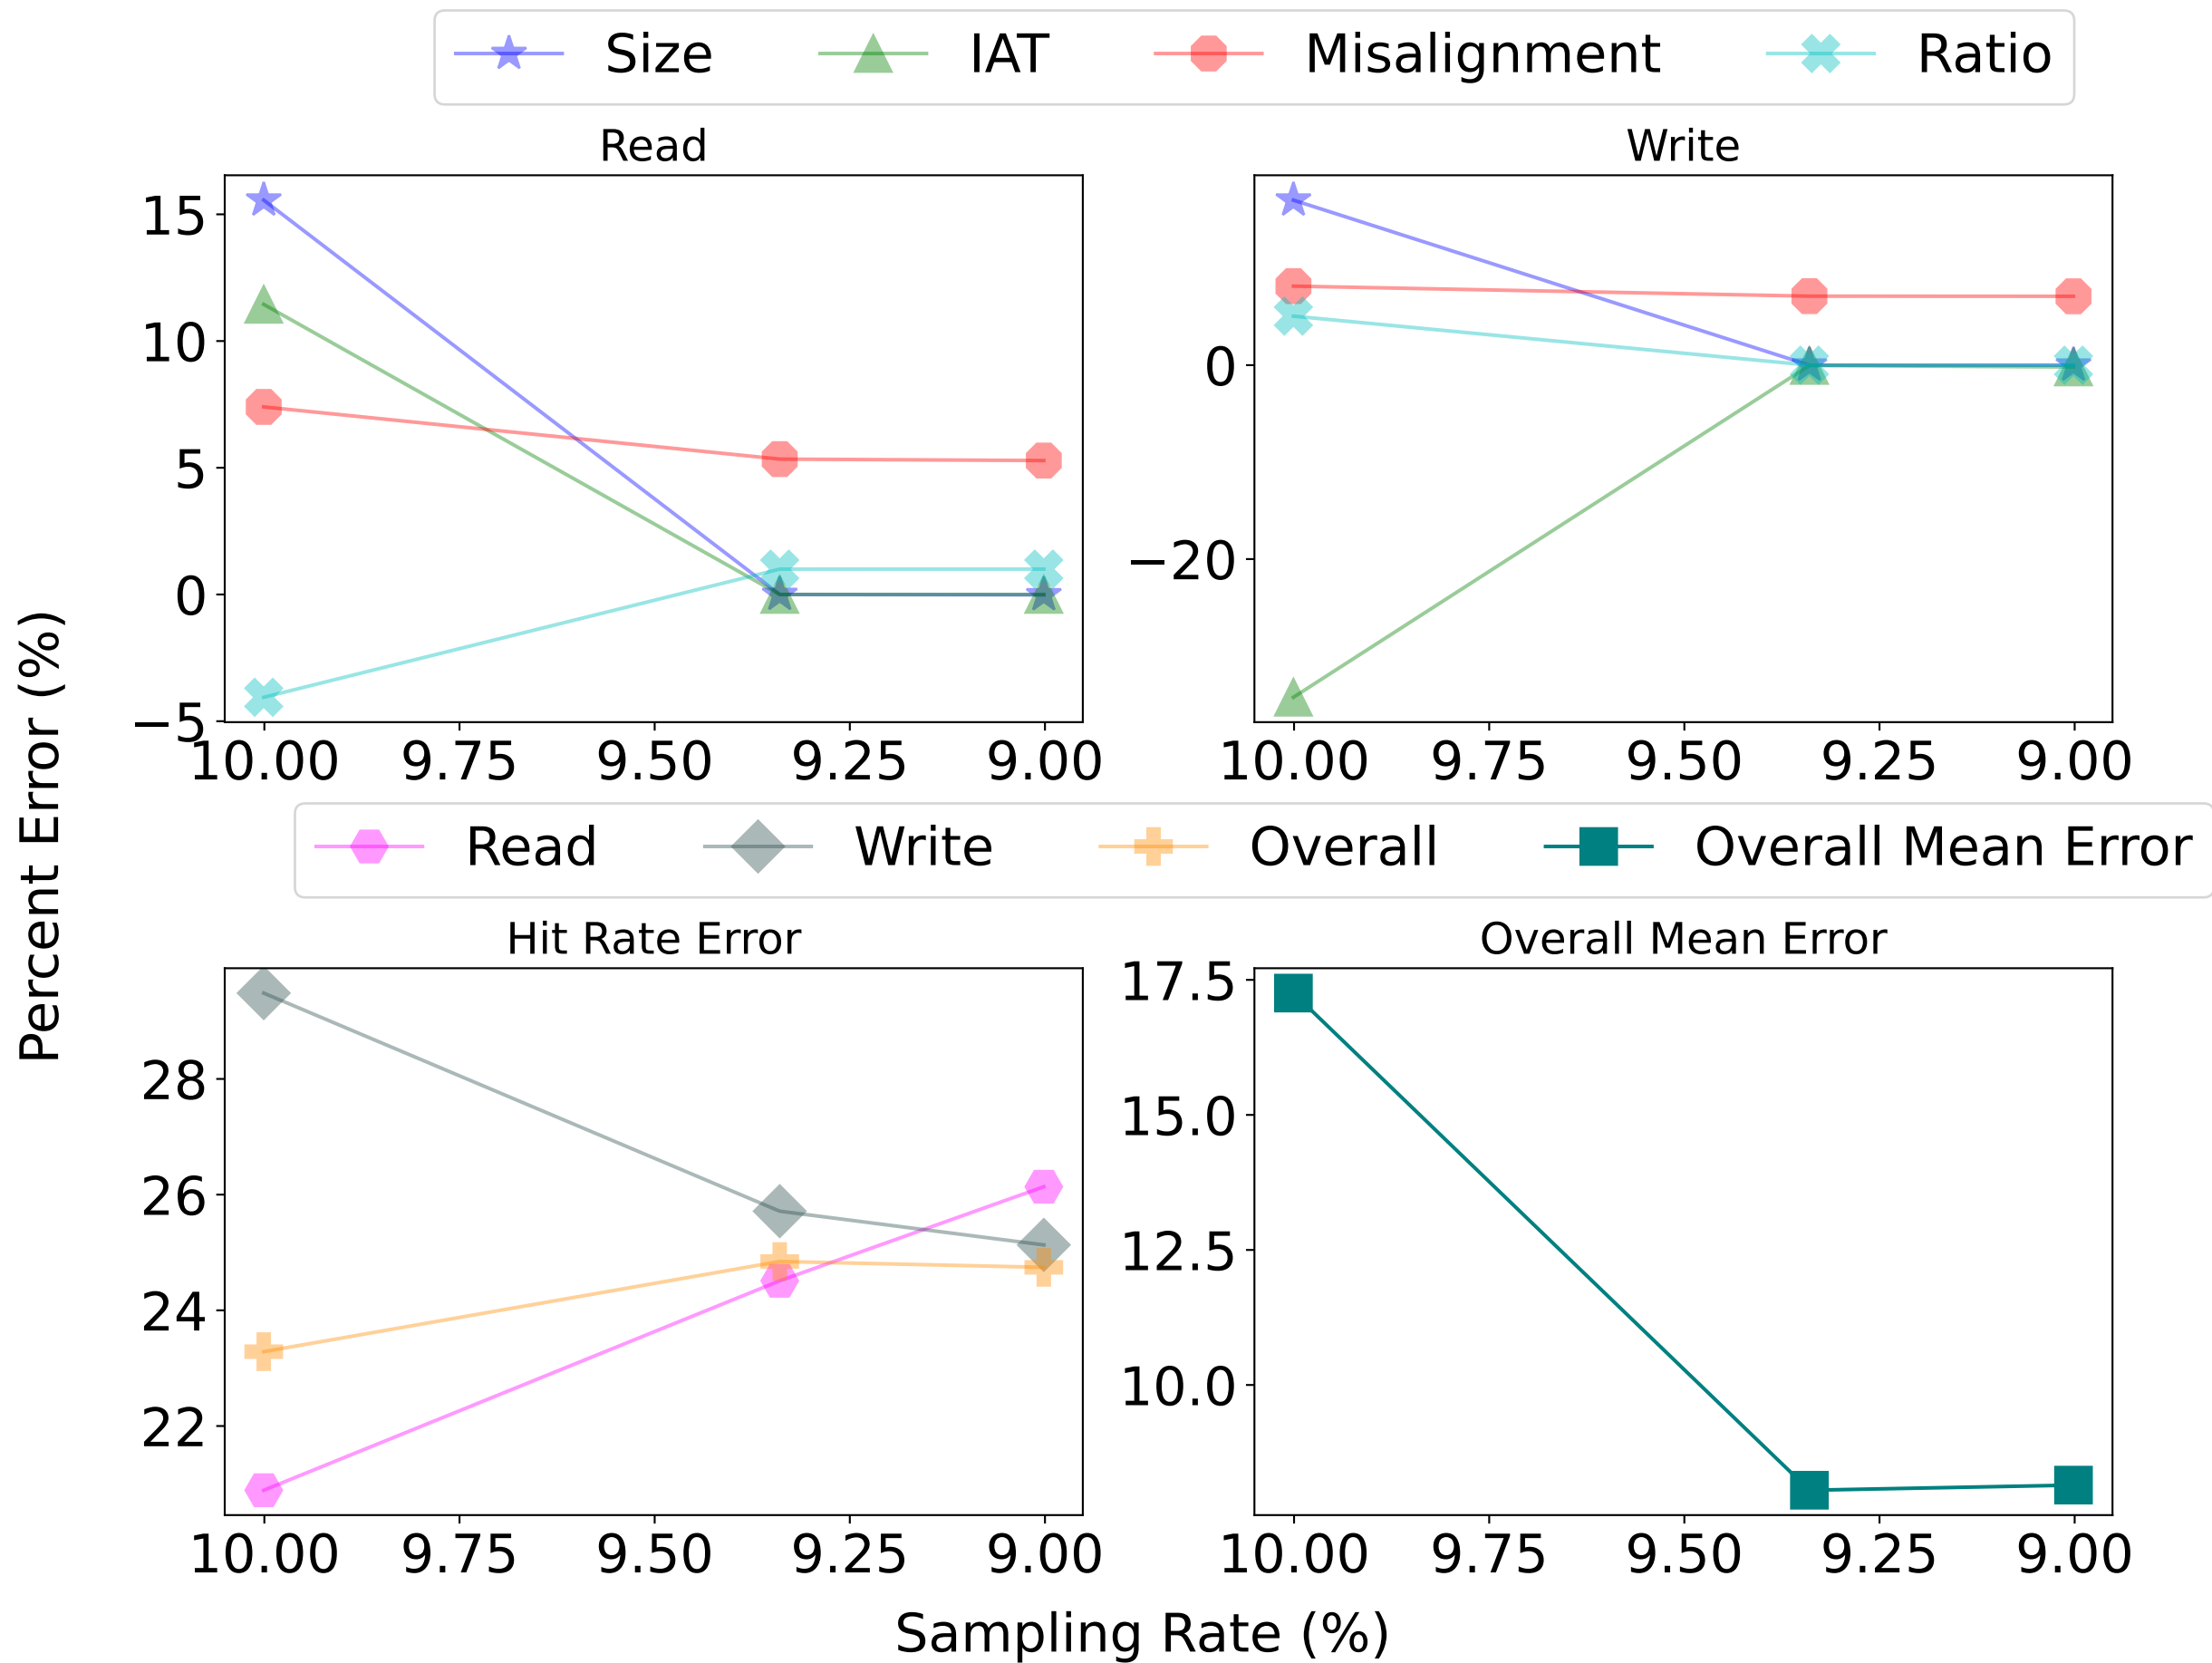 Size IAT Misalignment Ratio
Read Write
15
10
5
0
−5
0
−20
10.00 9.75 9.50 9.25 9.00
10.00 9.75 9.50 9.25 9.00
Percent Error (%)
Read Write Overall Overall Mean Error
Hit Rate Error Overall Mean Error
28
26
24
22
17.5
15.0
12.5
10.0
10.00 9.75 9.50 9.25 9.00
10.00 9.75 9.50 9.25 9.00
Sampling Rate (%)